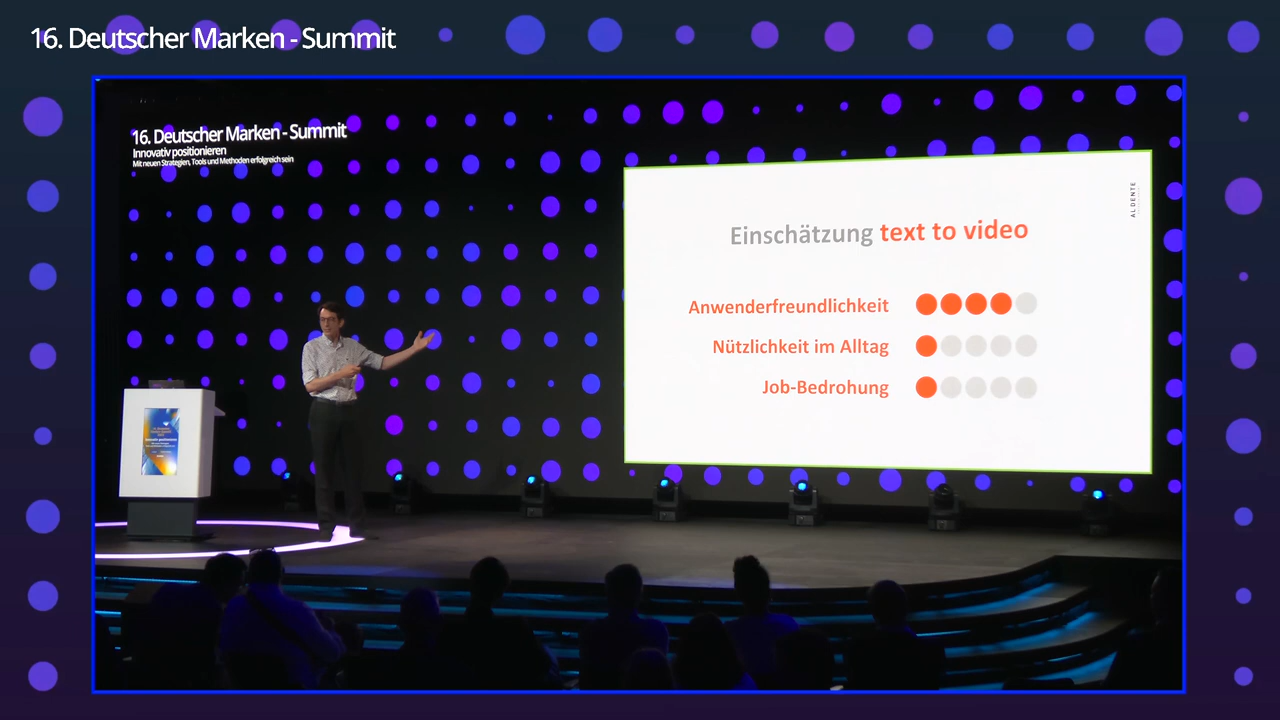 16. Deutscher Marken - Summit
16. Deutscher Marken - Summit
Innovativ positionieren
Mit neuen Strategien, Tools und Methoden erfolgreich sein
ALDENTE
Einschätzung text to video
Anwenderfreundlichkeit
Nützlichkeit im Alltag
Job-Bedrohung